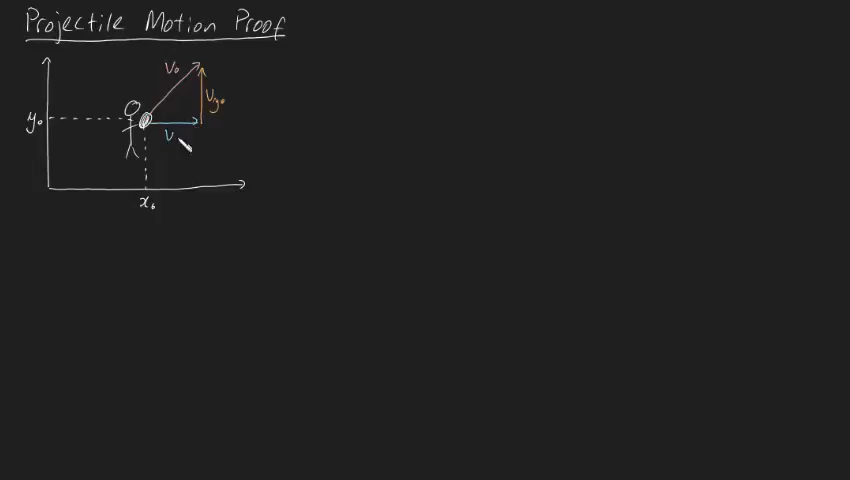 Projectile Motion Proof
V₀
V_y₀
y₀
V
x₀